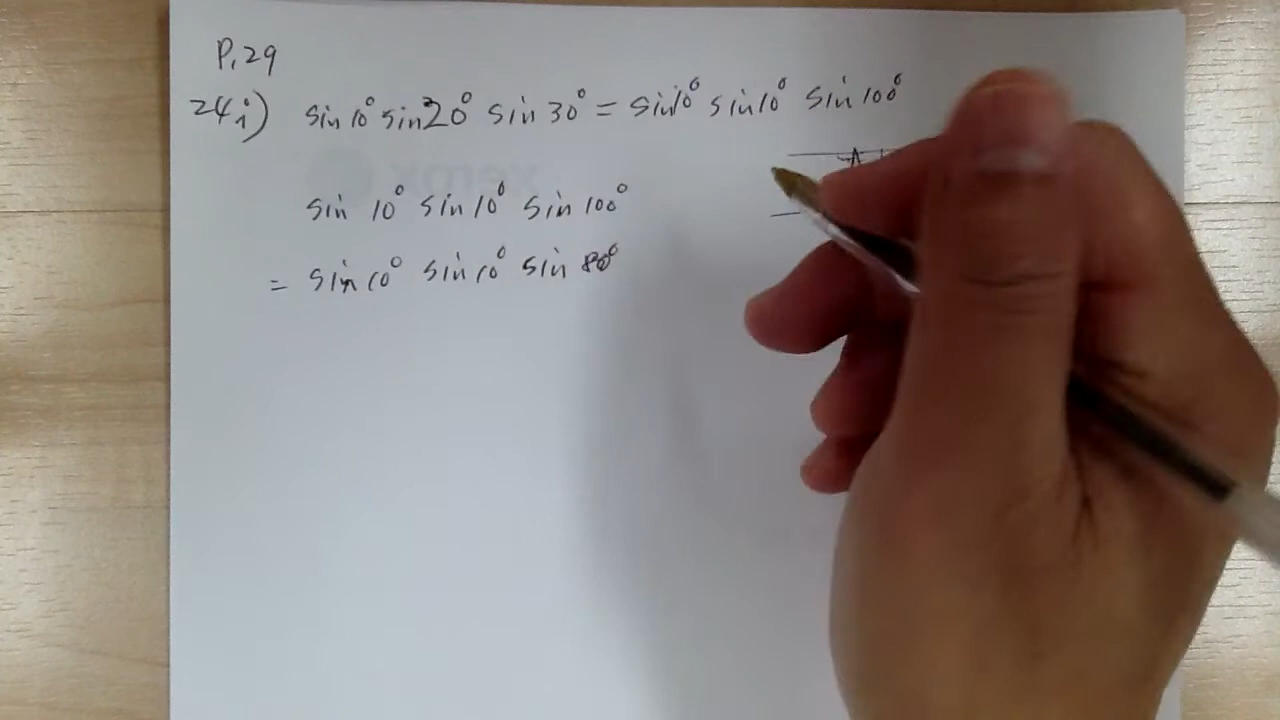 P.29
24i) sin 10° sin 20° sin 30° = sin 10° sin 10° sin 100°
sin 10° sin 10° sin 100°
= sin 10° sin 10° sin 80°